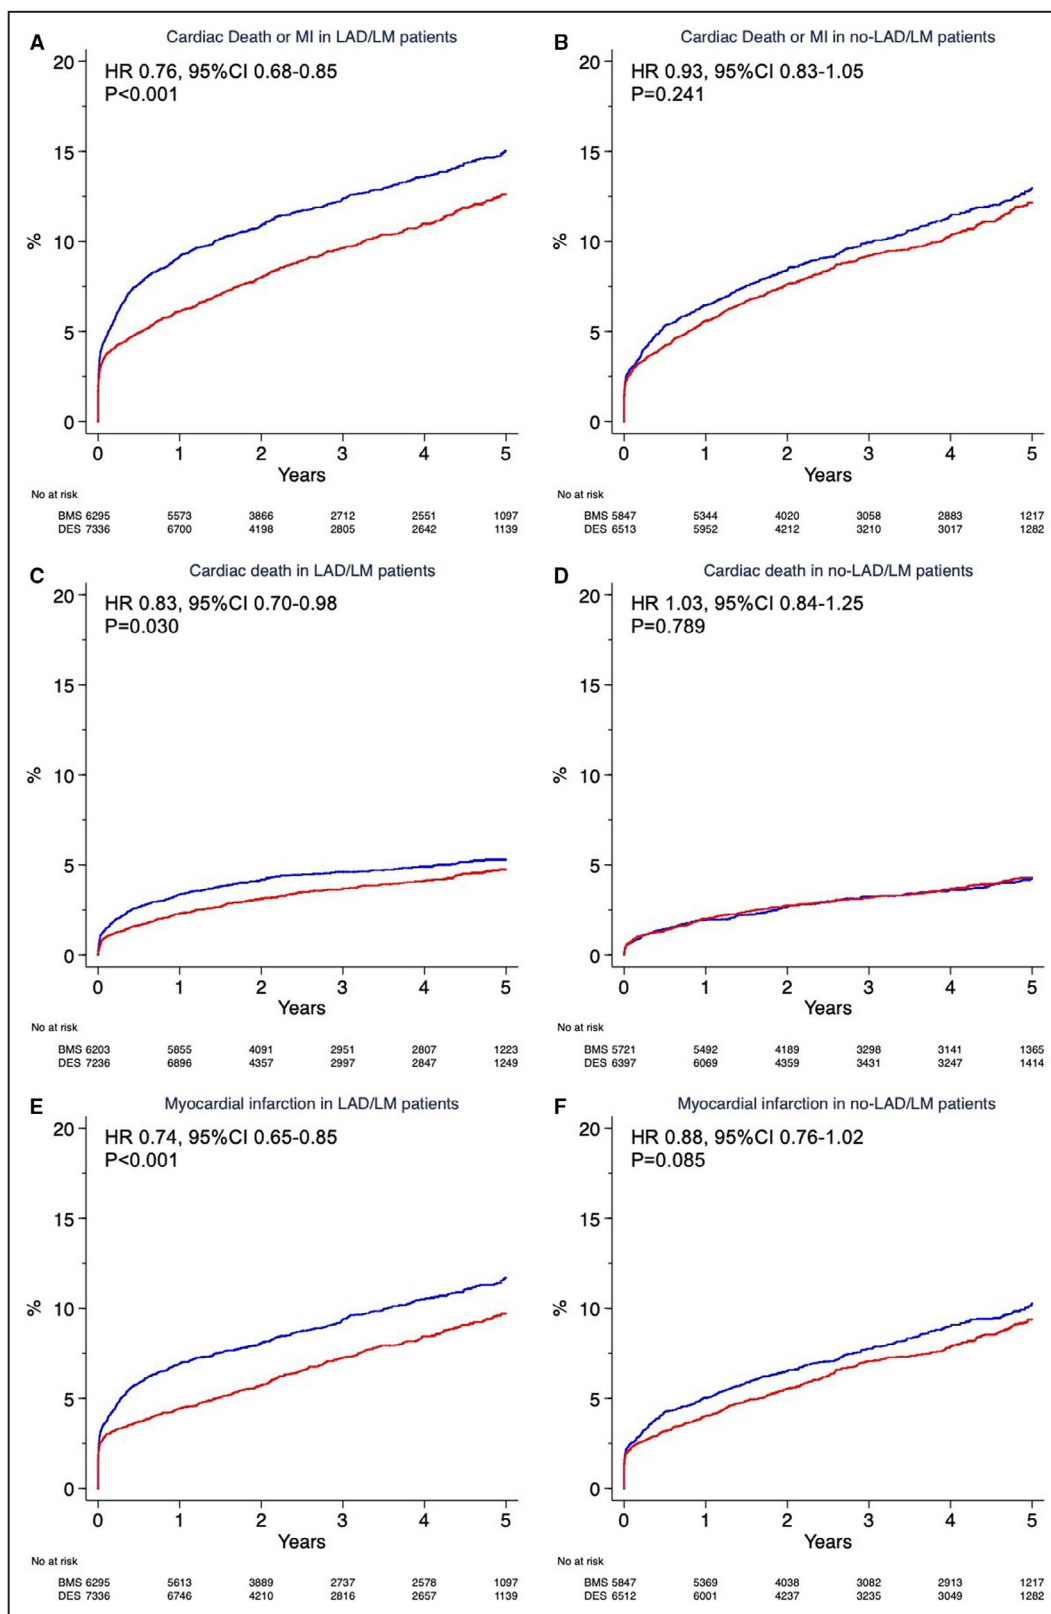 A Cardiac Death or MI in LAD/LM patients
HR 0.76, 95%CI 0.68-0.85
P<0.001
20
15
10
5
0
%
0 1 2 3 4 5
Years
No at risk
BMS 6295 5573 3866 2712 2551 1097
DES 7336 6700 4198 2805 2642 1139
B Cardiac Death or MI in no-LAD/LM patients
HR 0.93, 95%CI 0.83-1.05
P=0.241
20
15
10
5
0
%
0 1 2 3 4 5
Years
No at risk
BMS 5847 5344 4020 3058 2883 1217
DES 6513 5952 4212 3210 3017 1282
C Cardiac death in LAD/LM patients
HR 0.83, 95%CI 0.70-0.98
P=0.030
20
15
10
5
0
%
0 1 2 3 4 5
Years
No at risk
BMS 6203 5855 4091 2951 2807 1223
DES 7236 6896 4357 2997 2847 1249
D Cardiac death in no-LAD/LM patients
HR 1.03, 95%CI 0.84-1.25
P=0.789
20
15
10
5
0
%
0 1 2 3 4 5
Years
No at risk
BMS 5721 5492 4189 3298 3141 1365
DES 6397 6069 4359 3431 3247 1414
E Myocardial infarction in LAD/LM patients
HR 0.74, 95%CI 0.65-0.85
P<0.001
20
15
10
5
0
%
0 1 2 3 4 5
Years
No at risk
BMS 6295 5613 3889 2737 2578 1097
DES 7336 6746 4210 2816 2657 1139
F Myocardial infarction in no-LAD/LM patients
HR 0.88, 95%CI 0.76-1.02
P=0.085
20
15
10
5
0
%
0 1 2 3 4 5
Years
No at risk
BMS 5847 5369 4038 3082 2913 1217
DES 6512 6001 4237 3235 3049 1282